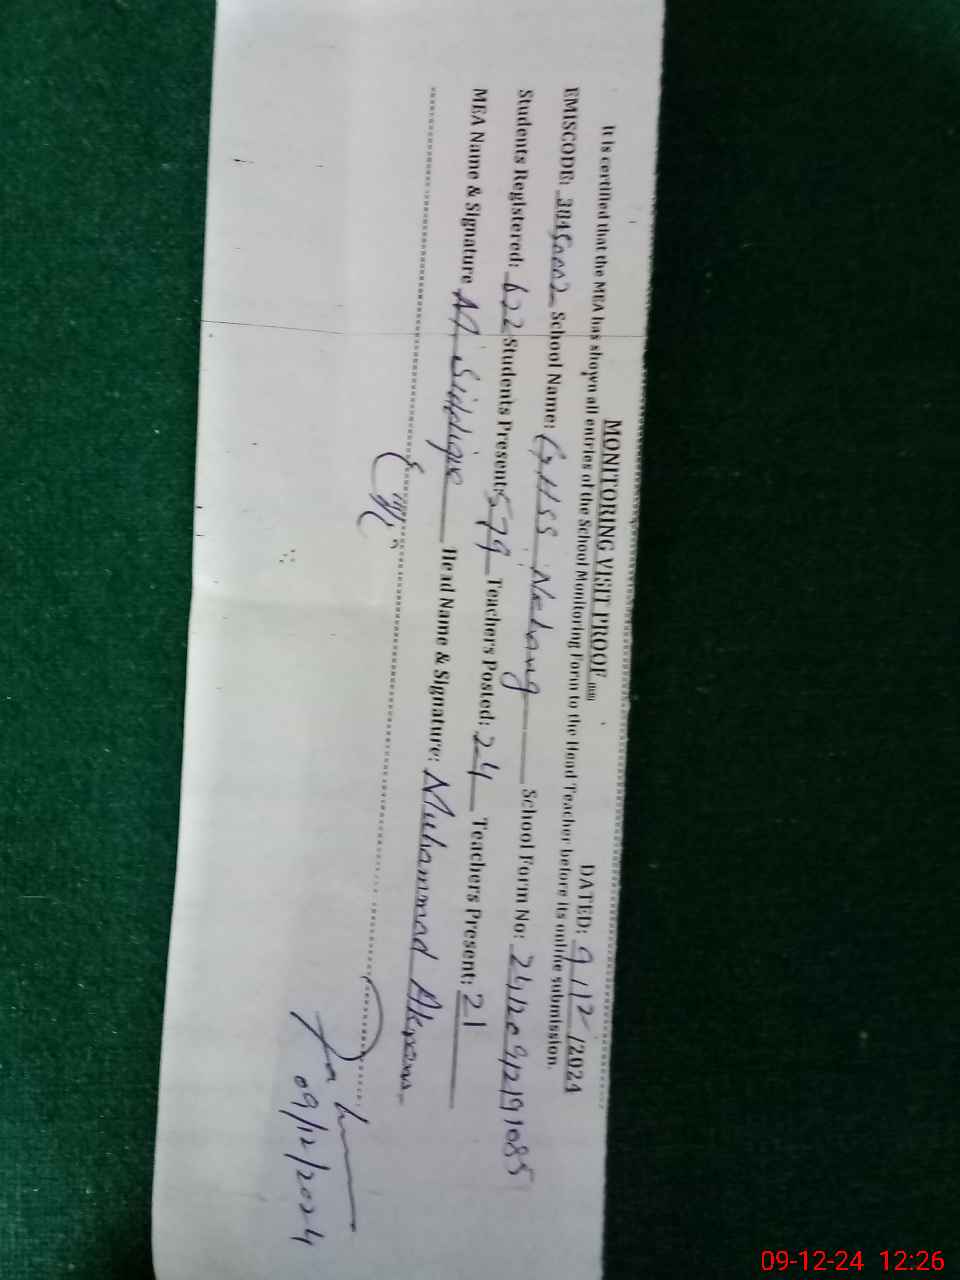 MONITORING VISIT PROOF DATED: 9/12/2024
It is certified that the MEA has shown all entries of the School Monitoring Form to the Head Teacher before its online submission.
EMISCODE: 38450002 School Name: GHSS Nehang School Form No:
Students Registered: 622 Students Present: 579 Teachers Posted: 24 Teachers Present: 21
MEA Name & Signature M. Siddique Head Name & Signature: Muhammad Akram
09/12/2024
09-12-24 12:26